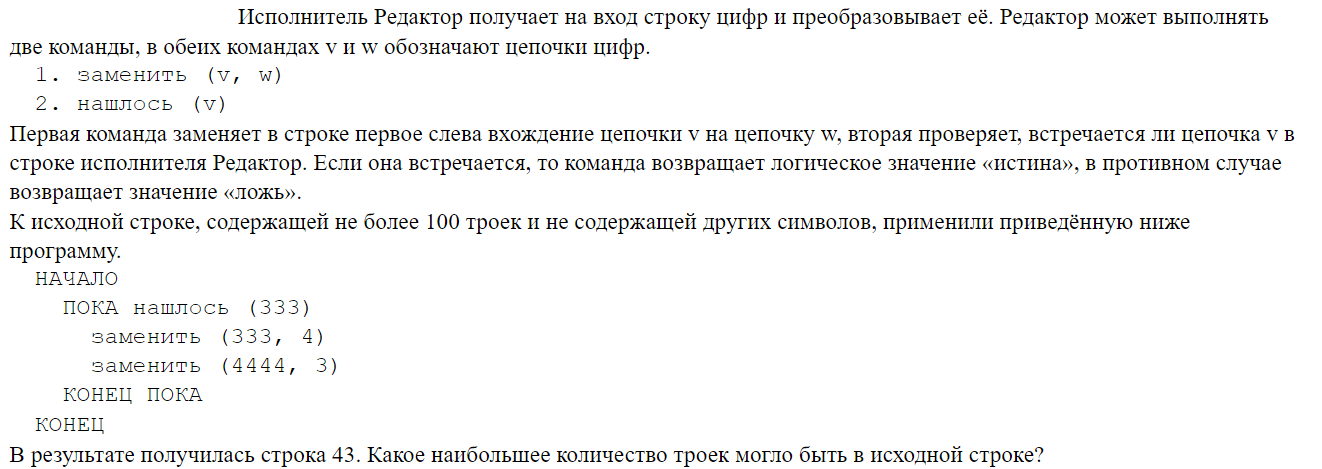 Исполнитель Редактор получает на вход строку цифр и преобразовывает её. Редактор может выполнять
две команды, в обеих командах v и w обозначают цепочки цифр.
1. заменить (v, w)
2. нашлось (v)
Первая команда заменяет в строке первое слева вхождение цепочки v на цепочку w, вторая проверяет, встречается ли цепочка v в
строке исполнителя Редактор. Если она встречается, то команда возвращает логическое значение «истина», в противном случае
возвращает значение «ложь».
К исходной строке, содержащей не более 100 троек и не содержащей других символов, применили приведённую ниже
программу.
НАЧАЛО
ПОКА нашлось (333)
заменить (333, 4)
заменить (4444, 3)
КОНЕЦ ПОКА
КОНЕЦ
В результате получилась строка 43. Какое наибольшее количество троек могло быть в исходной строке?